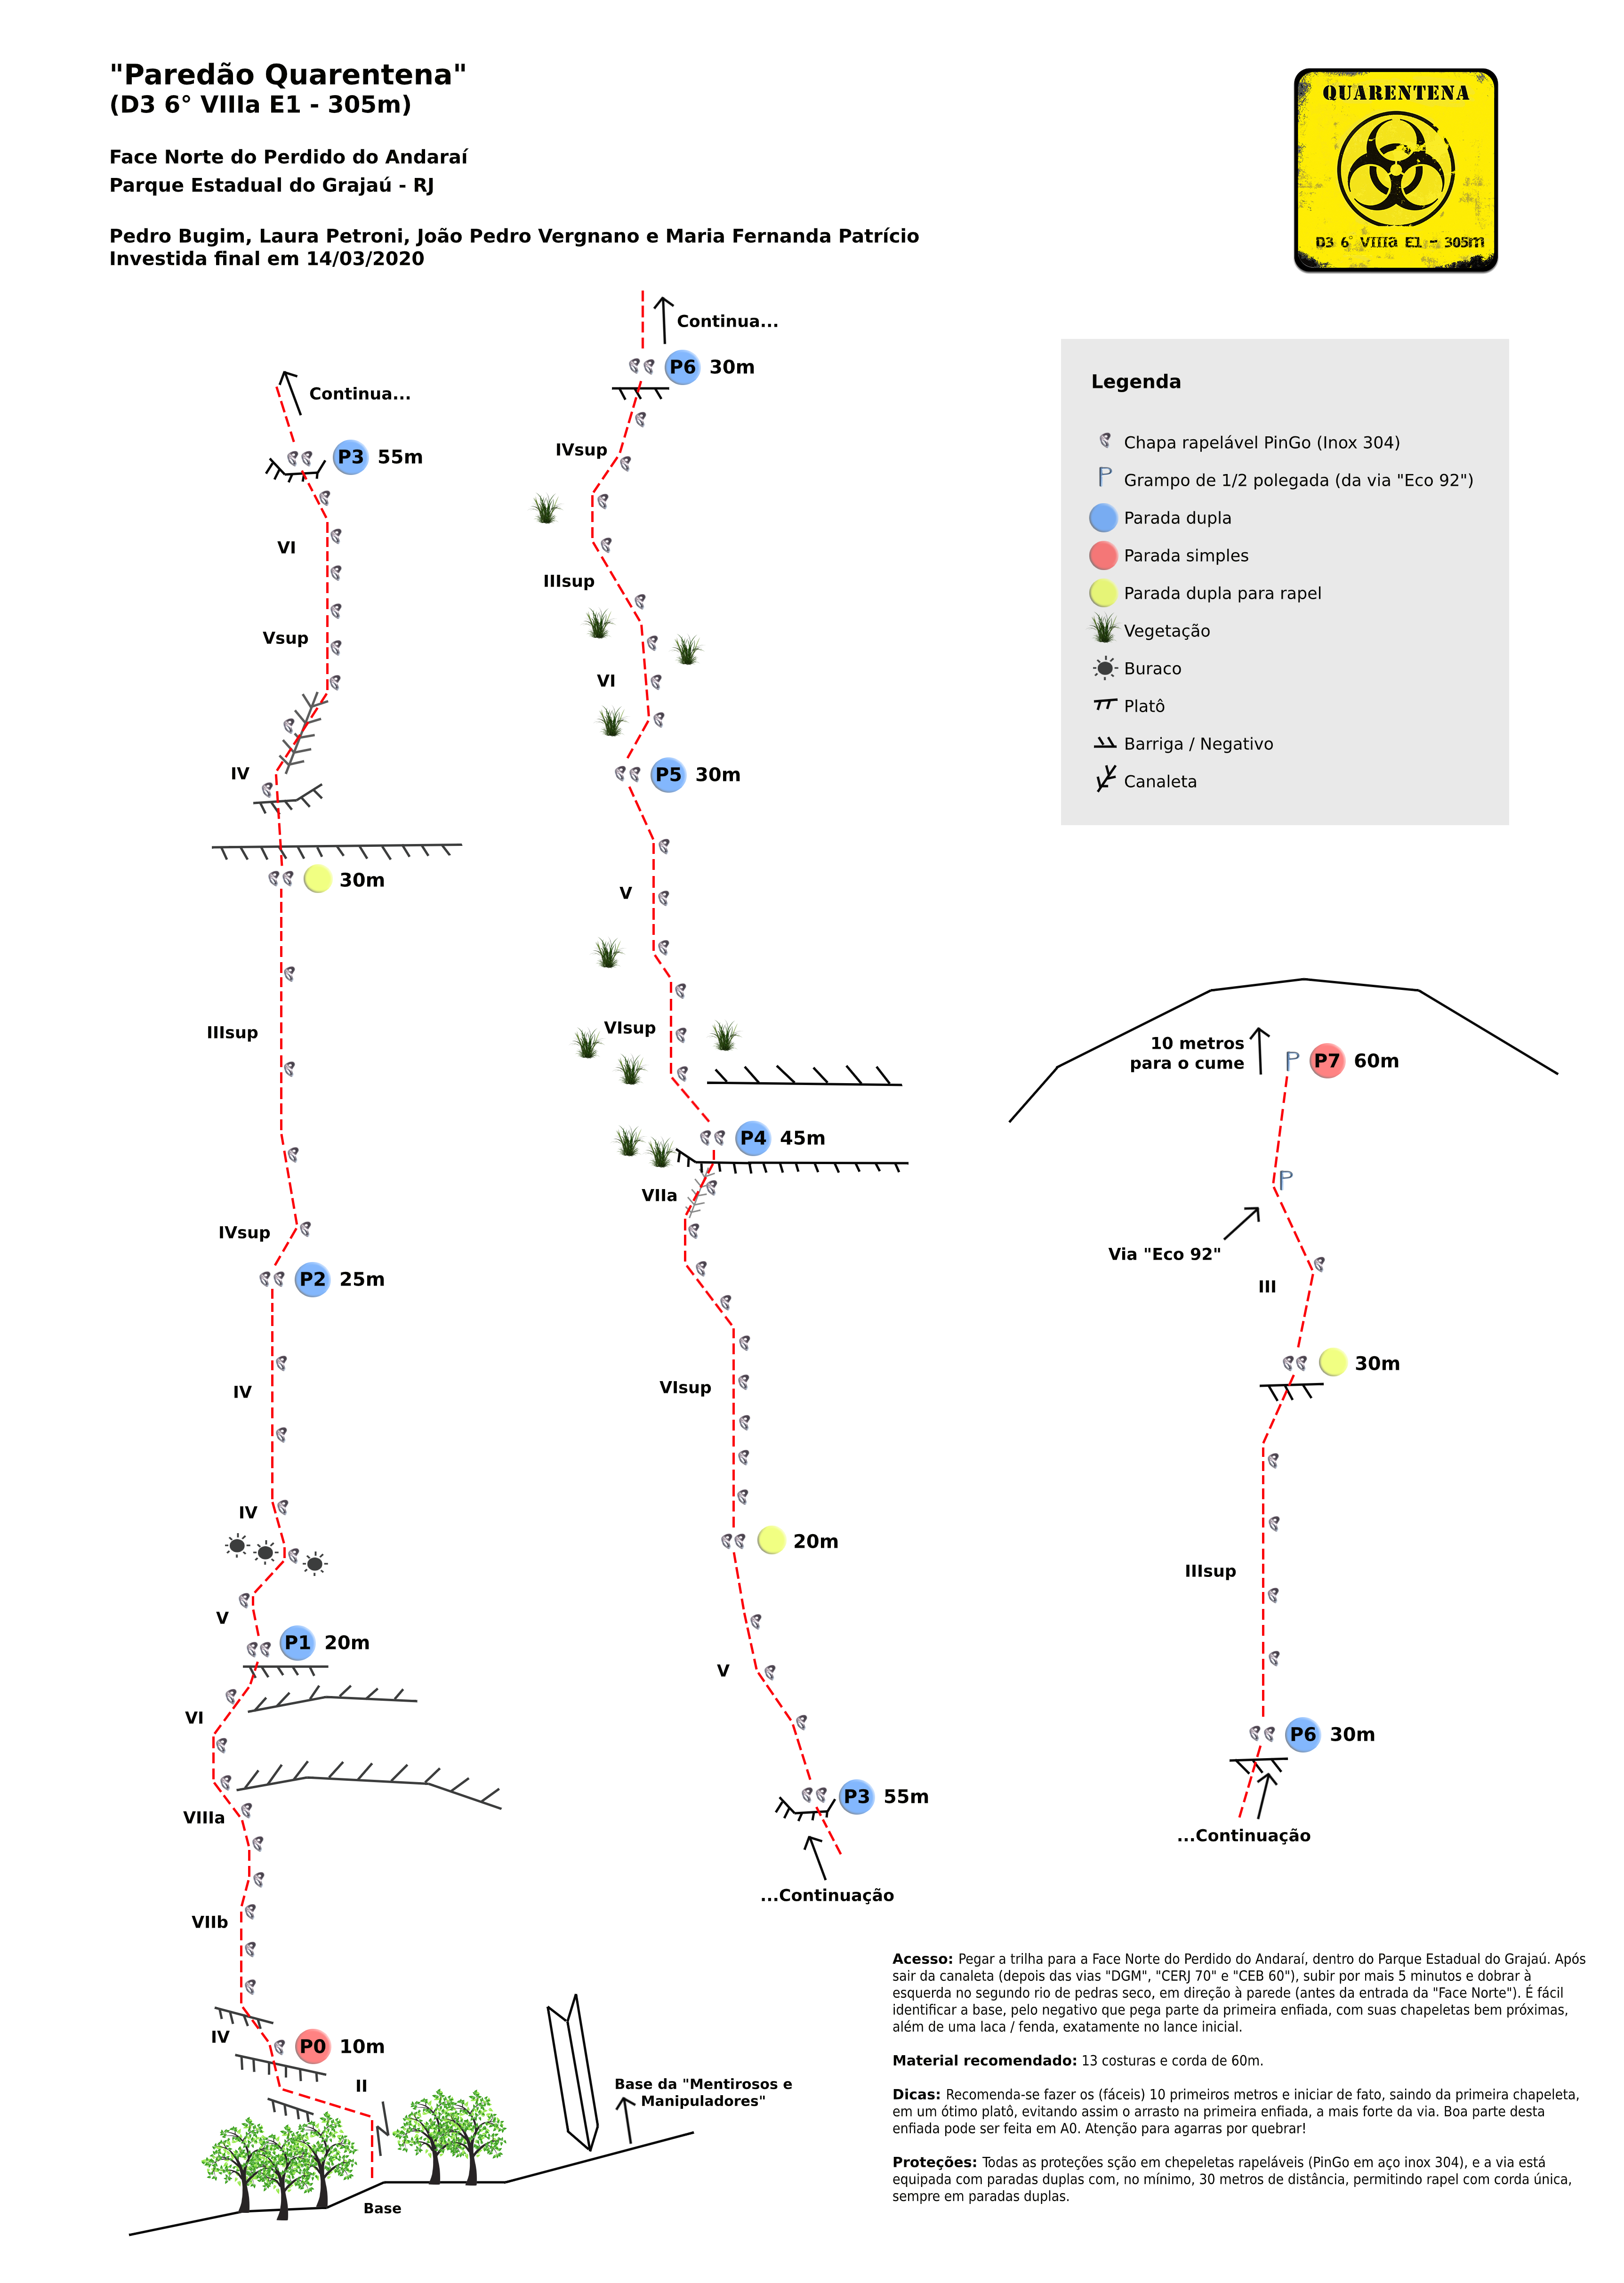 "Paredão Quarentena"
(D3 6° VIIIa E1 - 305m)
Face Norte do Perdido do Andaraí
Parque Estadual do Grajaú - RJ
Pedro Bugim, Laura Petroni, João Pedro Vergnano e Maria Fernanda Patrício
Investida final em 14/03/2020
QUARENTENA
D3 6° VIIIa E1 - 305m
Continua...
P3 55m
VI
Vsup
IV
30m
IIIsup
IVsup
P2 25m
IV
IV
V
P1 20m
VI
VIIIa
VIIb
IV
P0 10m
II
Base
Base da "Mentirosos e
Manipuladores"
Continua...
P6 30m
IVsup
IIIsup
VI
P5 30m
V
VIsup
P4 45m
VIIa
VIsup
20m
V
P3 55m
...Continuação
Legenda
Chapa rapelável PinGo (Inox 304)
Grampo de 1/2 polegada (da via "Eco 92")
Parada dupla
Parada simples
Parada dupla para rapel
Vegetação
Buraco
Platô
Barriga / Negativo
Canaleta
10 metros
para o cume
P7 60m
Via "Eco 92"
III
30m
IIIsup
P6 30m
...Continuação
Acesso: Pegar a trilha para a Face Norte do Perdido do Andaraí, dentro do Parque Estadual do Grajaú. Após
sair da canaleta (depois das vias "DGM", "CERJ 70" e "CEB 60"), subir por mais 5 minutos e dobrar à
esquerda no segundo rio de pedras seco, em direção à parede (antes da entrada da "Face Norte"). É fácil
identificar a base, pelo negativo que pega parte da primeira enfiada, com suas chapeletas bem próximas,
além de uma laca / fenda, exatamente no lance inicial.
Material recomendado: 13 costuras e corda de 60m.
Dicas: Recomenda-se fazer os (fáceis) 10 primeiros metros e iniciar de fato, saindo da primeira chapeleta,
em um ótimo platô, evitando assim o arrasto na primeira enfiada, a mais forte da via. Boa parte desta
enfiada pode ser feita em A0. Atenção para agarras por quebrar!
Proteções: Todas as proteções sção em chepeletas rapeláveis (PinGo em aço inox 304), e a via está
equipada com paradas duplas com, no mínimo, 30 metros de distância, permitindo rapel com corda única,
sempre em paradas duplas.